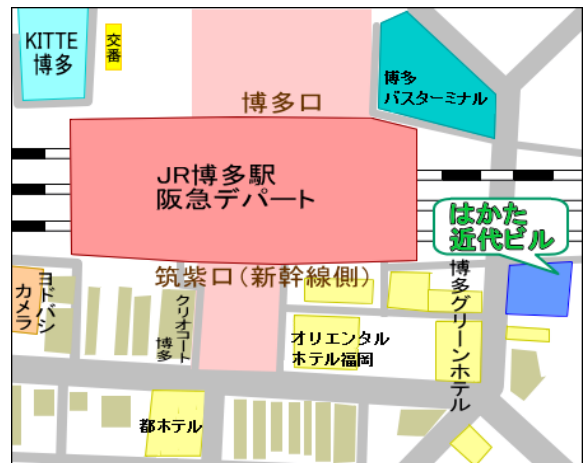 KITTE
博多
交番
博多
バスターミナル
博多口
JR博多駅
阪急デパート
はかた
近代ビル
筑紫口(新幹線側)
ヨドバシ
カメラ
クリオコート
博多
オリエンタル
ホテル福岡
博多グリーンホテル
都ホテル